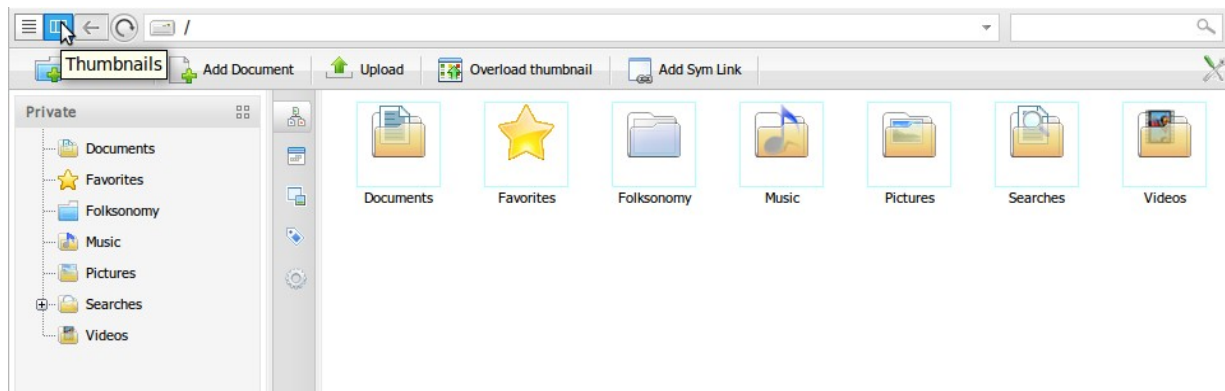 /
Thumbnails
Add Document
Upload
Overload thumbnail
Add Sym Link
Private
Documents
Favorites
Folksonomy
Music
Pictures
Searches
Videos
Documents Favorites Folksonomy Music Pictures Searches Videos